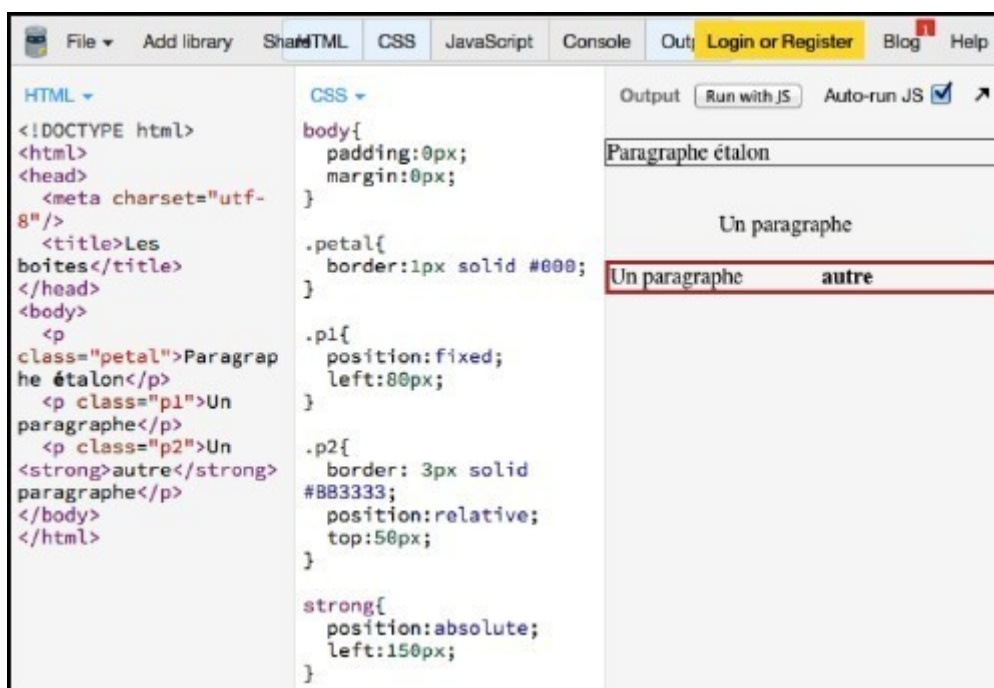 File Add library Share HTML CSS JavaScript Console Out Login or Register Blog 1 Help
HTML
<!DOCTYPE html>
<html>
<head>
<meta charset="utf-
8"/>
<title>Les
boites</title>
</head>
<body>
<p
class="petal">Paragrap
he étalon</p>
<p class="p1">Un
paragraphe</p>
<p class="p2">Un
<strong>autre</strong>
paragraphe</p>
</body>
</html>
CSS
body{
padding:0px;
margin:0px;
}
.petal{
border:1px solid #000;
}
.p1{
position:fixed;
left:80px;
}
.p2{
border: 3px solid
#BB3333;
position:relative;
top:50px;
}
strong{
position:absolute;
left:150px;
}
Output Run with JS Auto-run JS
Paragraphe étalon
Un paragraphe
Un paragraphe autre